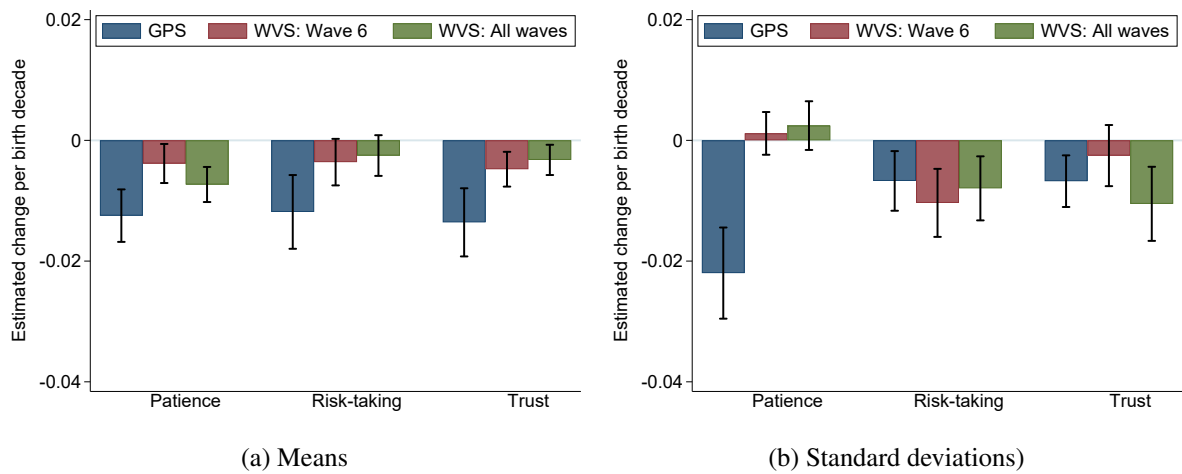 GPS WVS: Wave 6 WVS: All waves
Estimated change per birth decade
0.02
0
-0.02
-0.04
Patience Risk-taking Trust
(a) Means
GPS WVS: Wave 6 WVS: All waves
Estimated change per birth decade
0.02
0
-0.02
-0.04
Patience Risk-taking Trust
(b) Standard deviations)